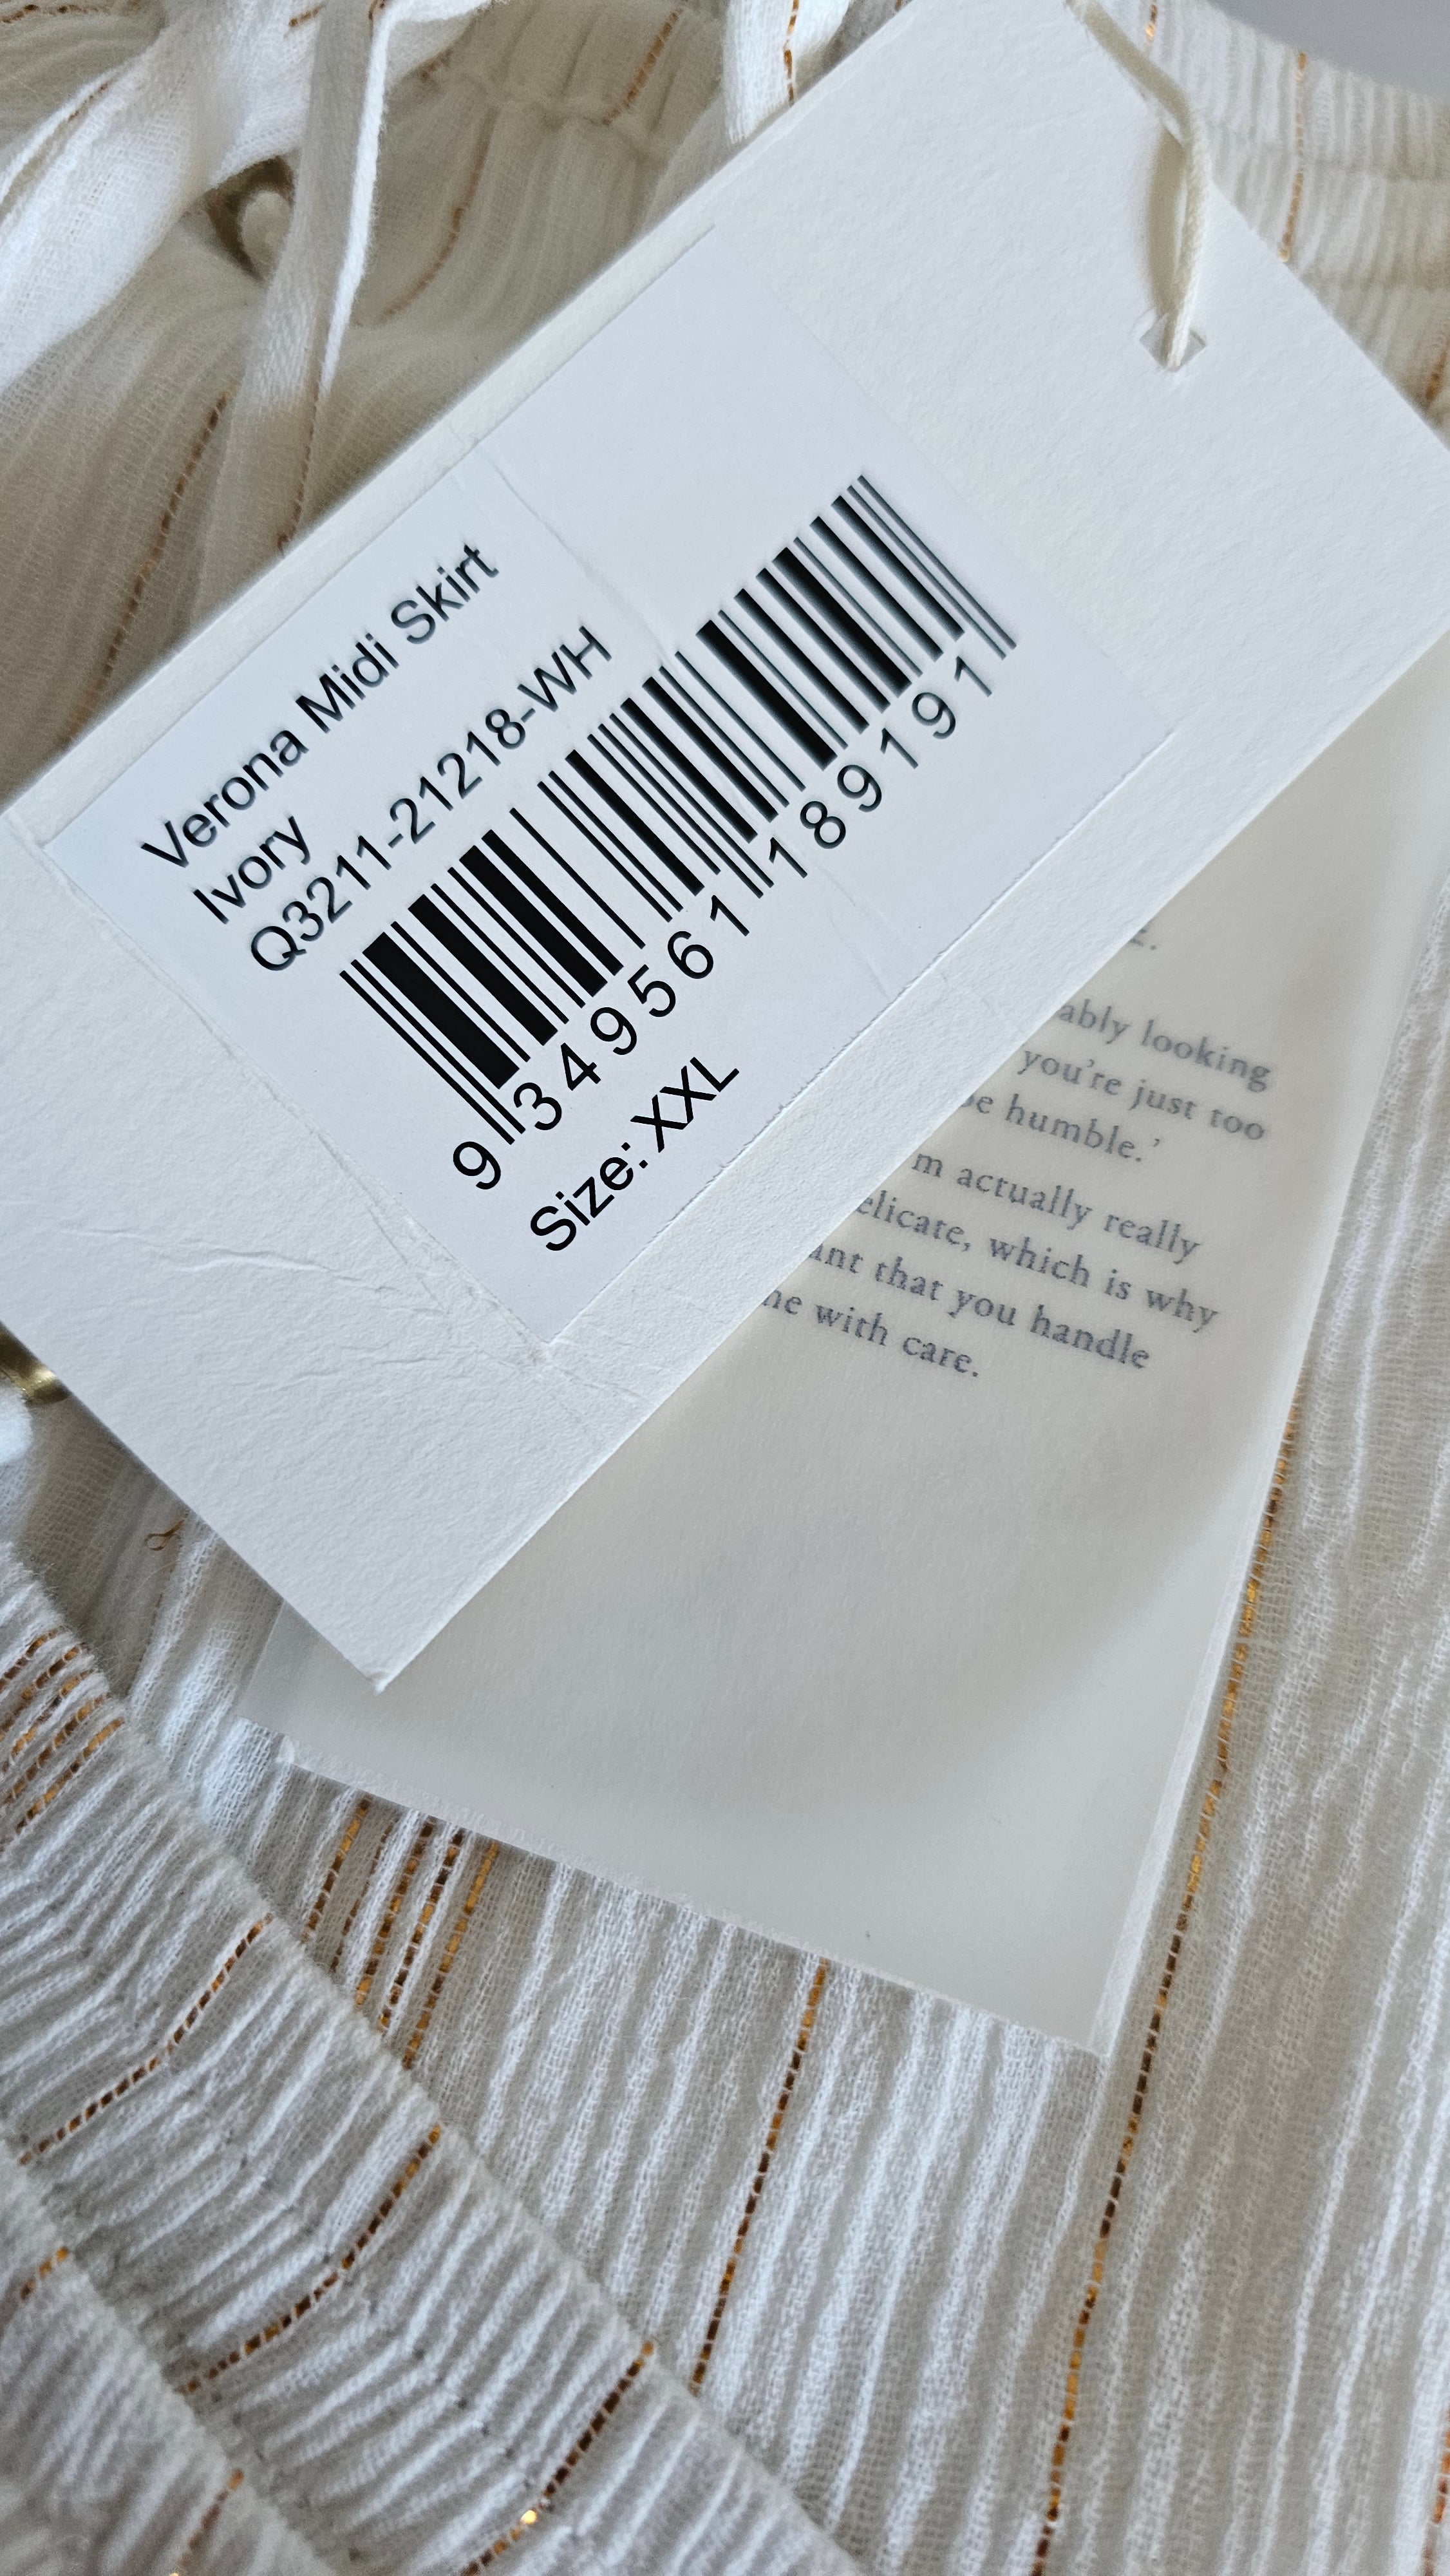 Verona Midi Skirt
Ivory
Q3211-21218-WH
9 349561 189191
Size: XXL
ably looking
you're just too
be humble.'
m actually really
elicate, which is why
ant that you handle
me with care.